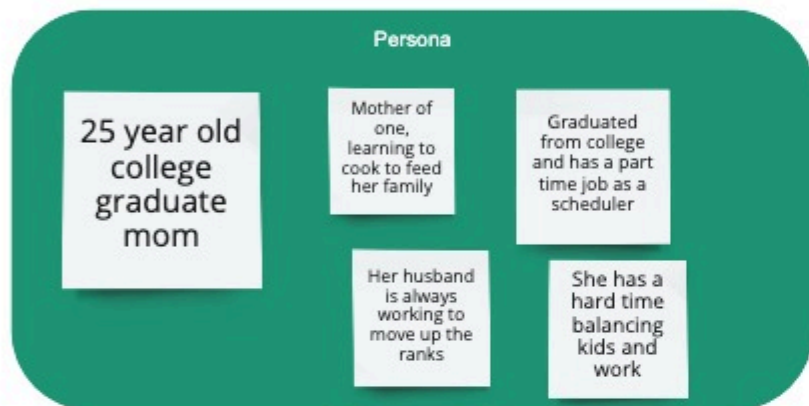 Persona
25 year old
college
graduate
mom
Mother of
one,
learning to
cook to feed
her family
Graduated
from college
and has a part
time job as a
scheduler
Her husband
is always
working to
move up the
ranks
She has a
hard time
balancing
kids and
work